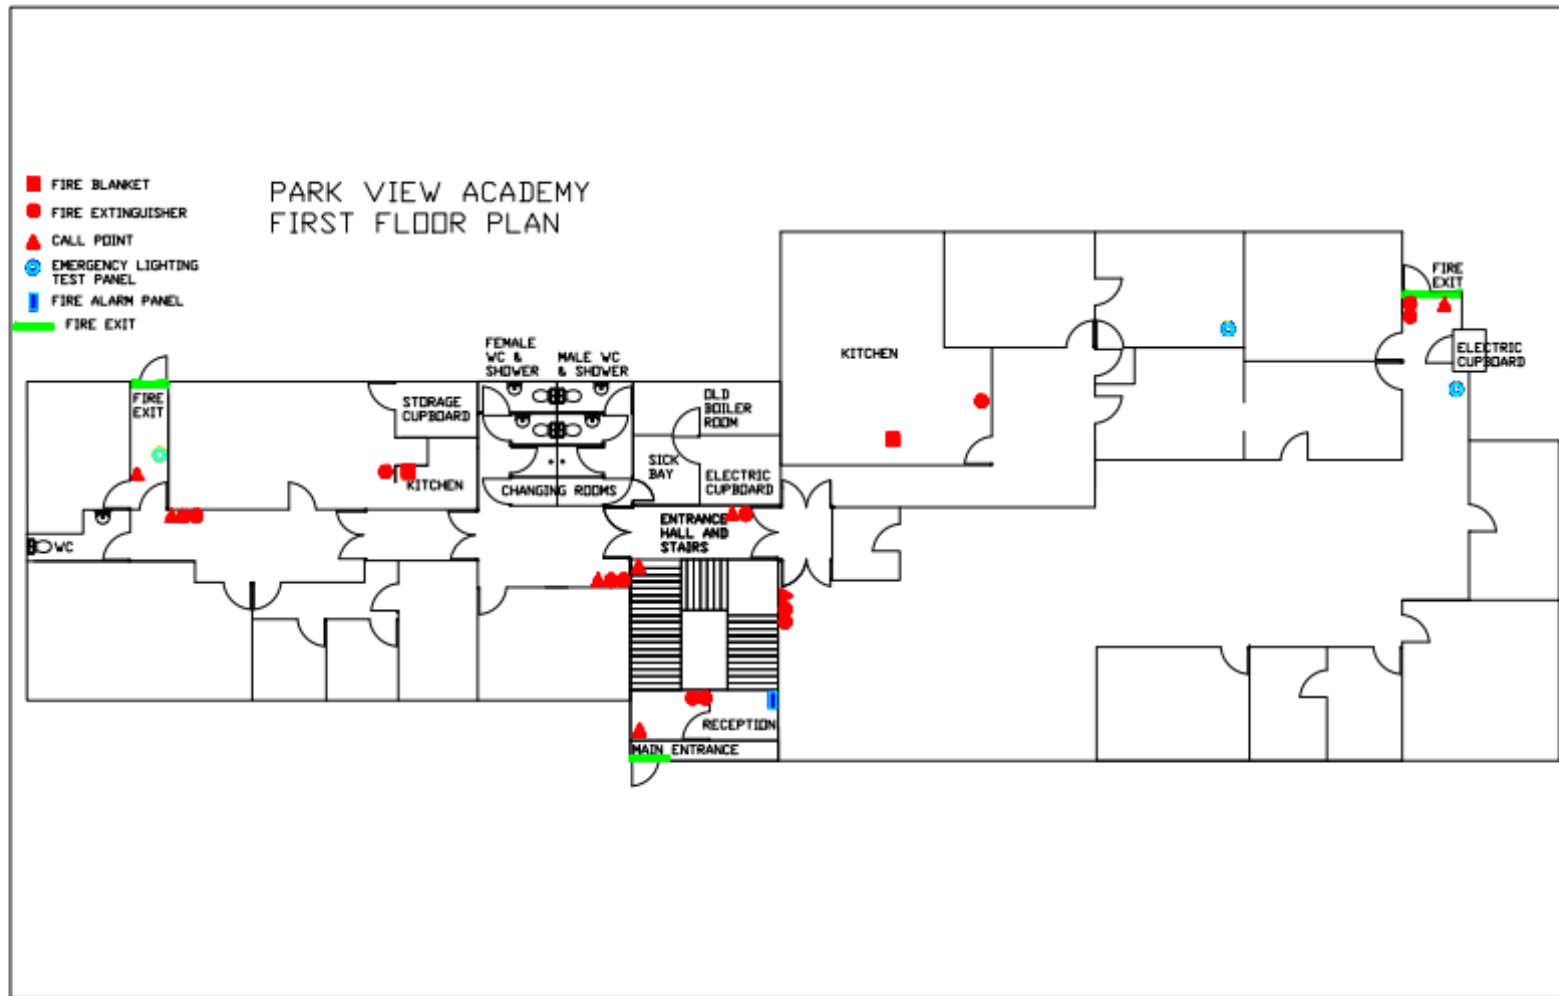 PARK VIEW ACADEMY
FIRST FLOOR PLAN
FIRE BLANKET
FIRE EXTINGUISHER
CALL POINT
EMERGENCY LIGHTING
TEST PANEL
FIRE ALARM PANEL
FIRE EXIT
FIRE
EXIT
WC
STORAGE
CUPBOARD
KITCHEN
FEMALE
WC &
SHOWER
MALE WC
& SHOWER
CHANGING ROOMS
OLD
BOILER
ROOM
SICK
BAY
ELECTRIC
CUPBOARD
ENTRANCE
HALL AND
STAIRS
RECEPTION
MAIN ENTRANCE
KITCHEN
FIRE
EXIT
ELECTRIC
CUPBOARD